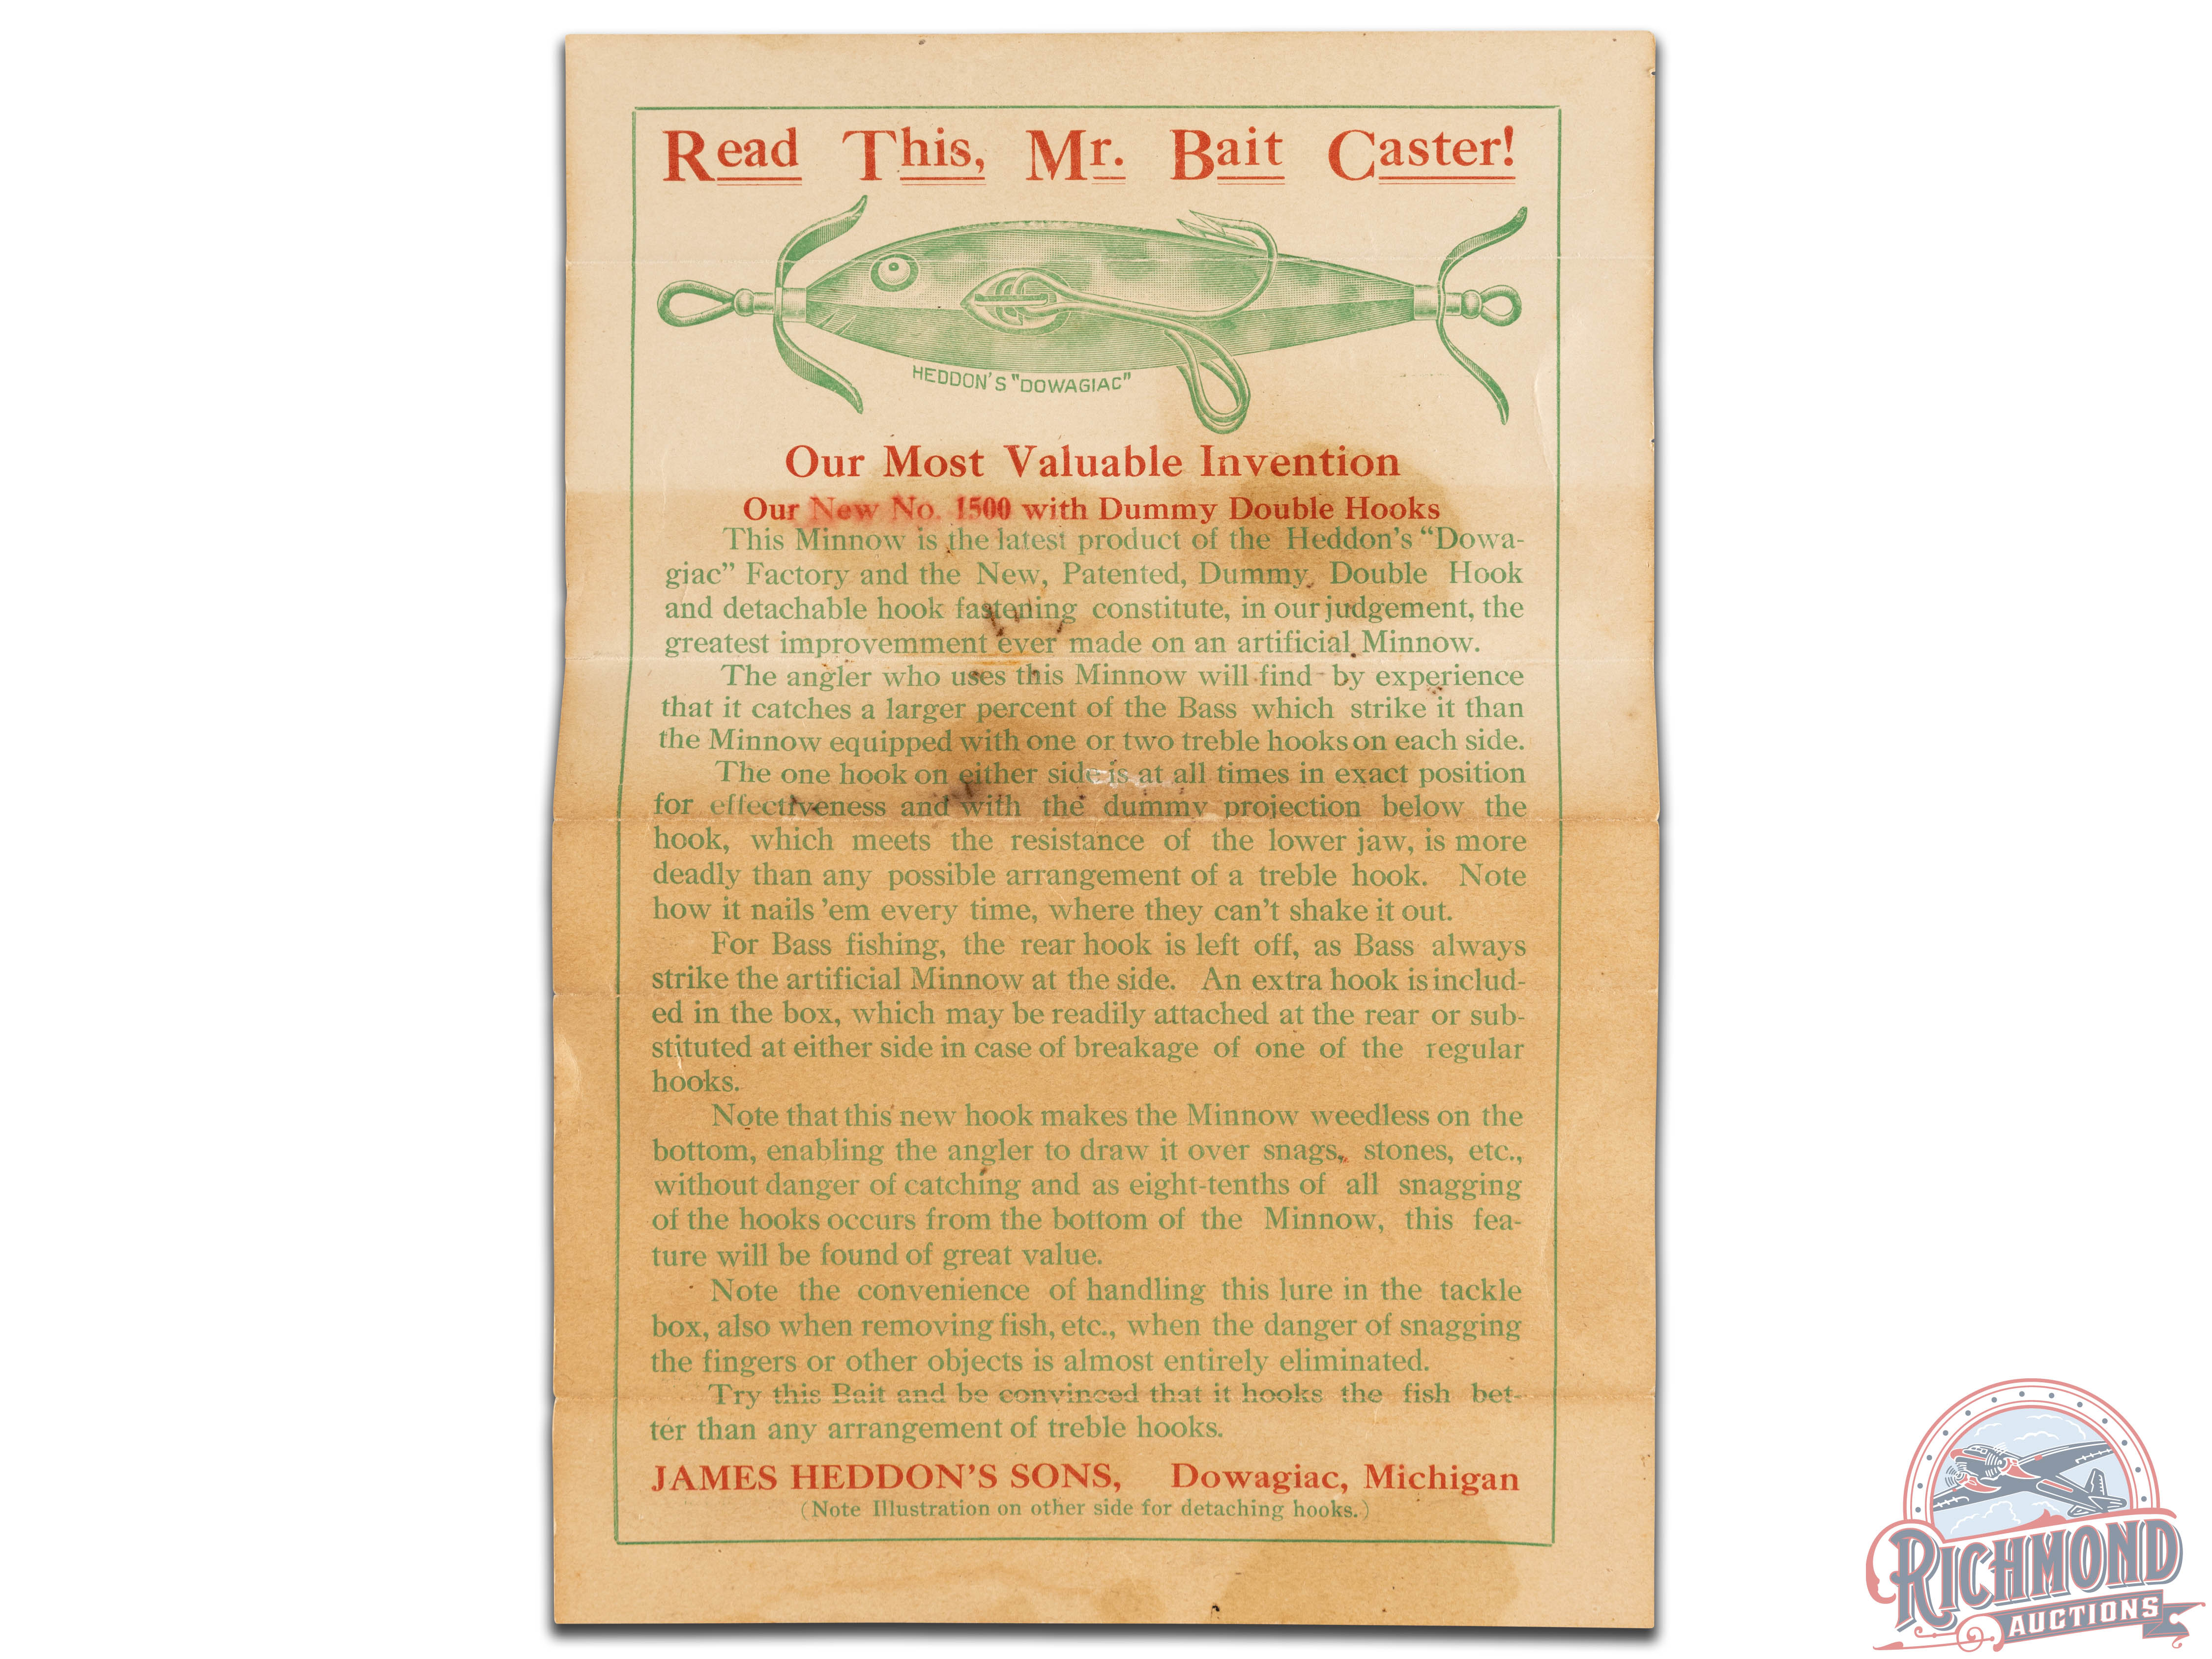 Read This, Mr. Bait Caster!
HEDDON'S "DOWAGIAC"
Our Most Valuable Invention
Our New No. 1500 with Dummy Double Hooks
This Minnow is the latest product of the Heddon's “Dowa-
giac” Factory and the New, Patented, Dummy, Double Hook
and detachable hook fastening constitute, in our judgement, the
greatest improvemment ever made on an artificial Minnow.
The angler who uses this Minnow will find by experience
that it catches a larger percent of the Bass which strike it than
the Minnow equipped with one or two treble hooks on each side.
The one hook on either side is at all times in exact position
for effectiveness and with the dummy projection below the
hook, which meets the resistance of the lower jaw, is more
deadly than any possible arrangement of a treble hook. Note
how it nails 'em every time, where they can't shake it out.
For Bass fishing, the rear hook is left off, as Bass always
strike the artificial Minnow at the side. An extra hook is includ-
ed in the box, which may be readily attached at the rear or sub-
stituted at either side in case of breakage of one of the regular
hooks.
Note that this new hook makes the Minnow weedless on the
bottom, enabling the angler to draw it over snags, stones, etc.,
without danger of catching and as eight-tenths of all snagging
of the hooks occurs from the bottom of the Minnow, this fea-
ture will be found of great value.
Note the convenience of handling this lure in the tackle
box, also when removing fish, etc., when the danger of snagging
the fingers or other objects is almost entirely eliminated.
Try this Bait and be convinced that it hooks the fish bet-
ter than any arrangement of treble hooks.
JAMES HEDDON'S SONS, Dowagiac, Michigan
(Note Illustration on other side for detaching hooks.)
RICHMOND
AUCTIONS